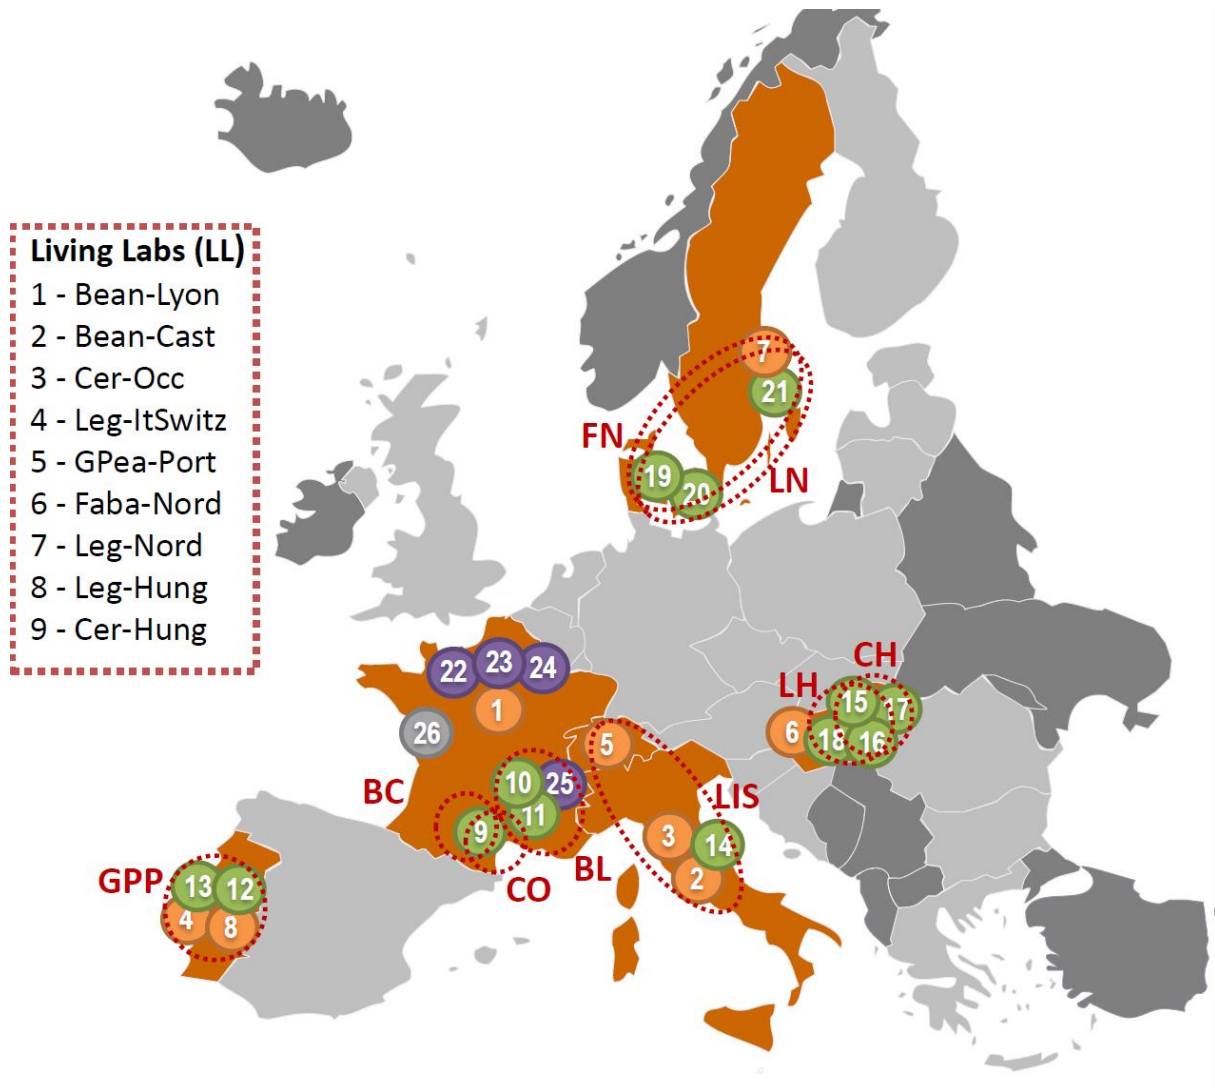 Living Labs (LL)
1 - Bean-Lyon
2 - Bean-Cast
3 - Cer-Occ
4 - Leg-ItSwitz
5 - GPea-Port
6 - Faba-Nord
7 - Leg-Nord
8 - Leg-Hung
9 - Cer-Hung
7
21
FN
19
20
LN
22
23
24
1
26
CH
LH
15
17
6
18
16
5
10
25
BC
11
LIS
9
3
14
BL
CO
2
GPP
13
12
4
8